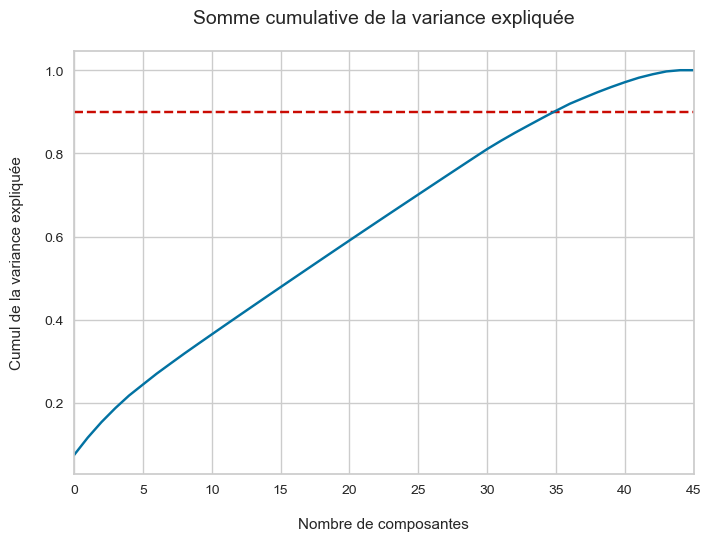 Somme cumulative de la variance expliquée
Cumul de la variance expliquée
1.0
0.8
0.6
0.4
0.2
0 5 10 15 20 25 30 35 40 45
Nombre de composantes